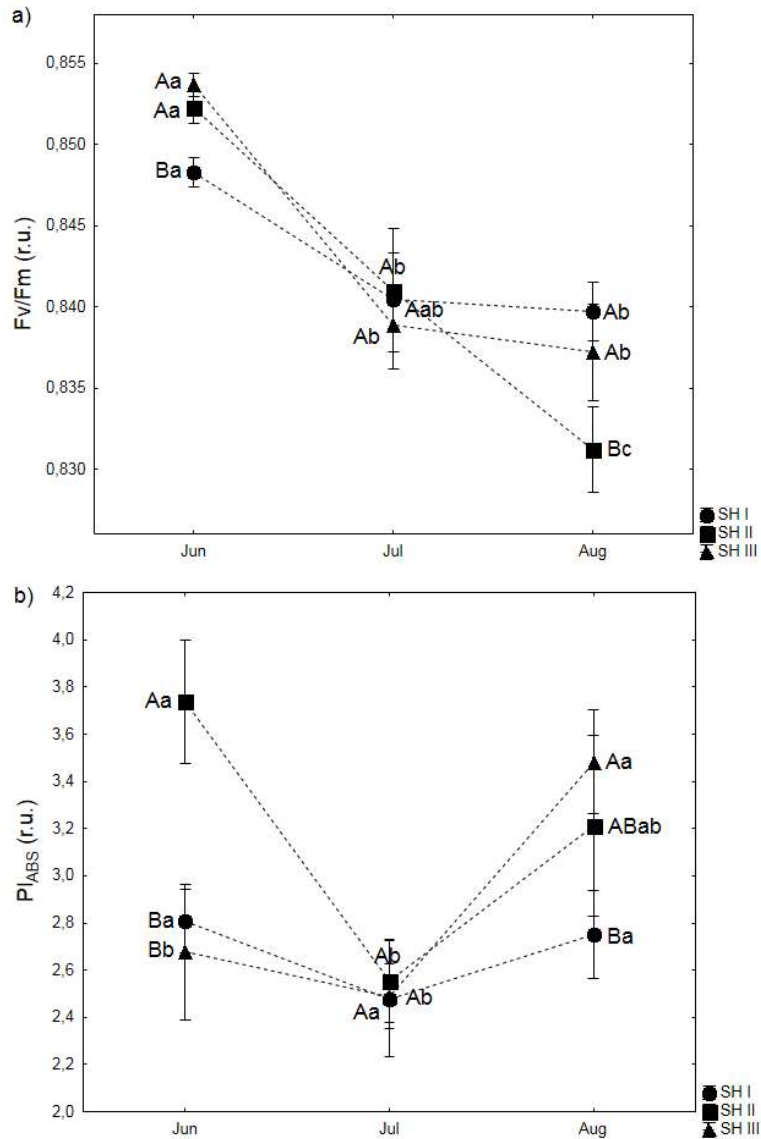 a)
0,855
0,850
0,845
0,840
0,835
0,830
Fv/Fm (r.u.)
Aa
Aa
Ba
Ab
Aab
Ab
Ab
Ab
Bc
Jun Jul Aug
SH I
SH II
SH III
b)
4,2
4,0
3,8
3,6
3,4
3,2
3,0
2,8
2,6
2,4
2,2
2,0
PI_ABS (r.u.)
Aa
Ba
Bb
Ab
Aa
Ab
Aa
ABab
Ba
Jun Jul Aug
SH I
SH II
SH III